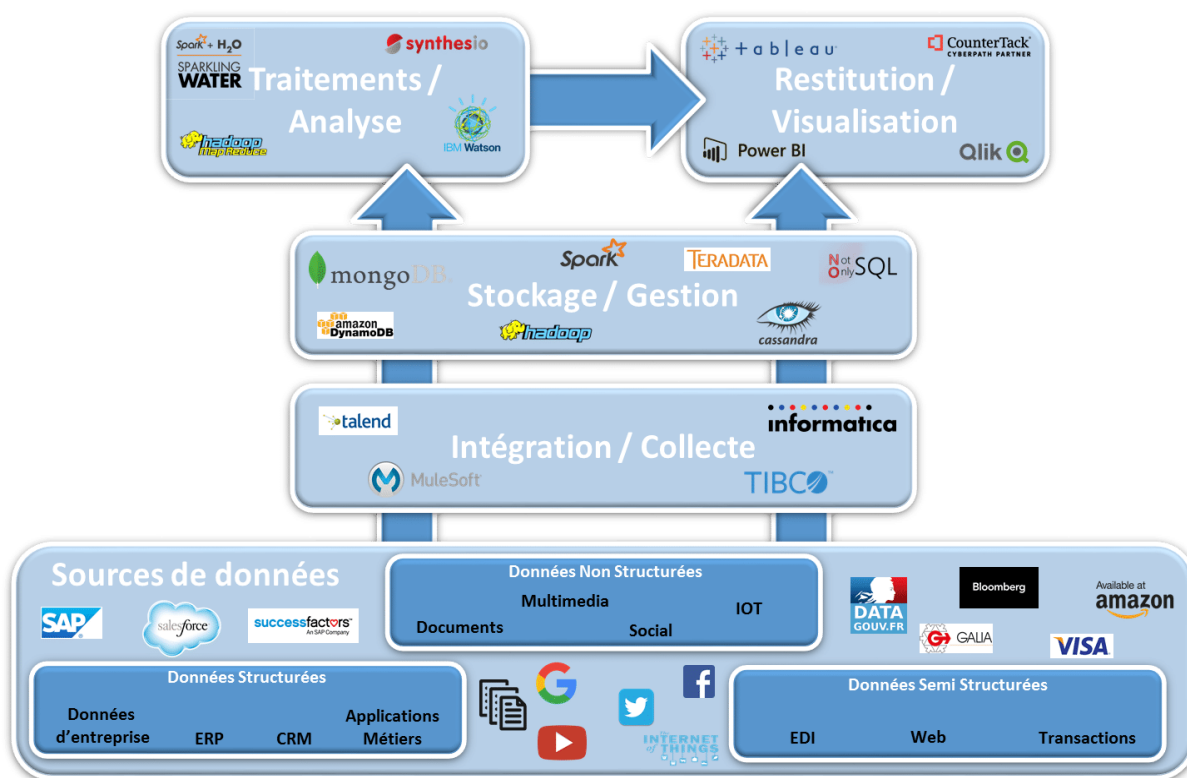 Spark + H₂O
SPARKLING
WATER
synthesio
Traitements /
Analyse
hadoop
Map Reduce
IBM Watson
+ a b l e a u
CounterTack
CYBERPATH PARTNER
Restitution /
Visualisation
Power BI
Qlik
mongoDB
Spark
TERADATA
Not
Only SQL
Stockage / Gestion
amazon
DynamoDB
hadoop
cassandra
talend
informatica
Intégration / Collecte
MuleSoft
TIBCO™
Sources de données
SAP
salesforce
successfactors™
An SAP Company
Données Non Structurées
Multimedia
IOT
Documents
Social
DATA
GOUV.FR
Bloomberg
Available at
amazon
GALIA
VISA
Données Structurées
Données
d'entreprise
ERP
CRM
Applications
Métiers
G
f
THE
INTERNET
of THINGS
Données Semi Structurées
EDI
Web
Transactions